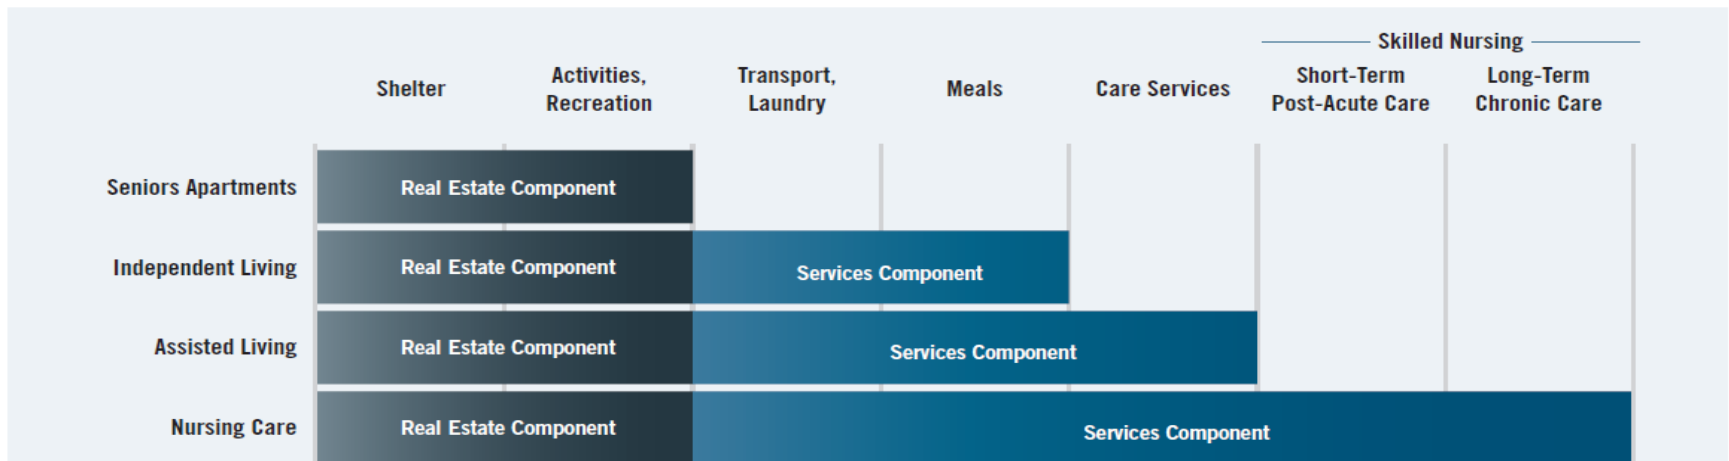 Skilled Nursing
Shelter
Activities,
Recreation
Transport,
Laundry
Meals
Care Services
Short-Term
Post-Acute Care
Long-Term
Chronic Care
Seniors Apartments
Real Estate Component
Independent Living
Real Estate Component
Services Component
Assisted Living
Real Estate Component
Services Component
Nursing Care
Real Estate Component
Services Component